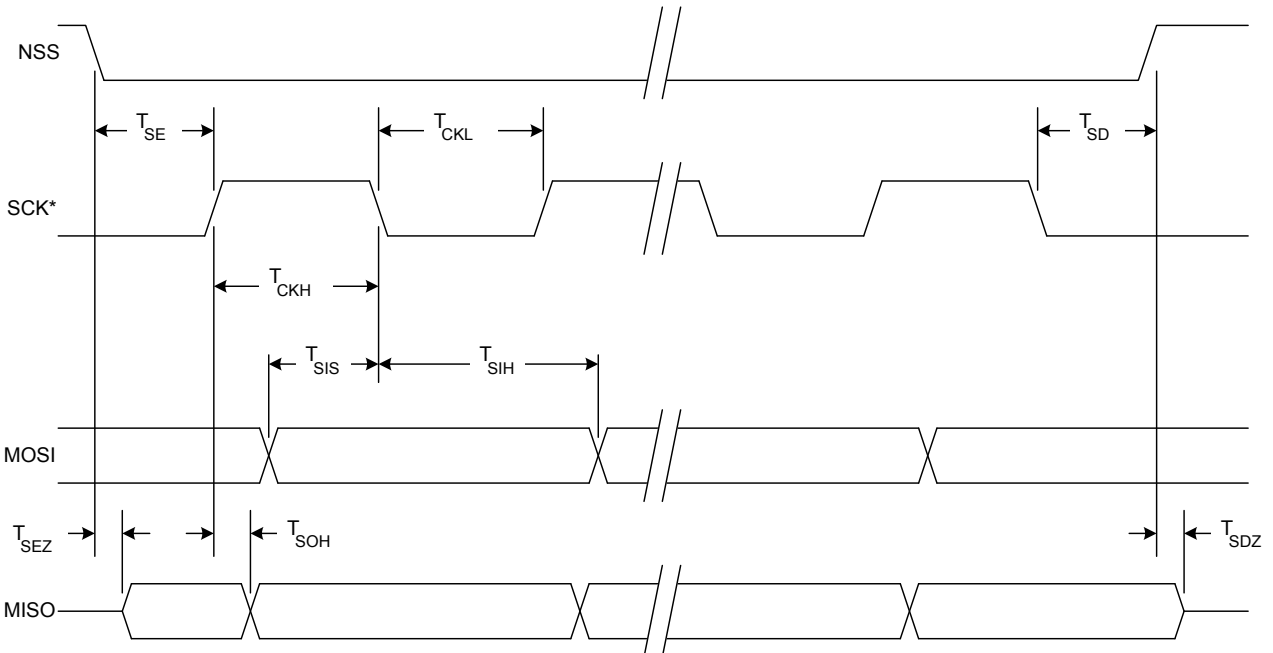 NSS
TSE
TCKL
TSD
SCK*
TCKH
TSIS
TSIH
MOSI
TSEZ
TSOH
TSDZ
MISO